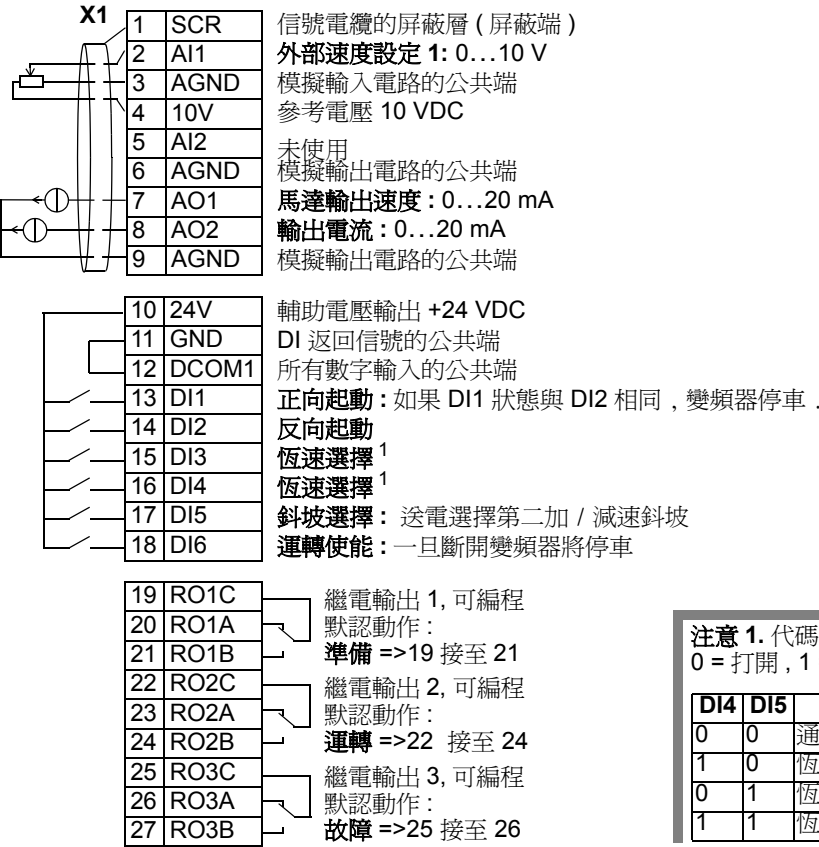 X1
1 SCR 信號電纜的屏蔽層 ( 屏蔽端 )
2 AI1 外部速度設定 1: 0…10 V
3 AGND 模擬輸入電路的公共端
4 10V 參考電壓 10 VDC
5 AI2 未使用
6 AGND 模擬輸出電路的公共端
7 AO1 馬達輸出速度 : 0…20 mA
8 AO2 輸出電流 : 0…20 mA
9 AGND 模擬輸出電路的公共端
10 24V 輔助電壓輸出 +24 VDC
11 GND DI 返回信號的公共端
12 DCOM1 所有數字輸入的公共端
13 DI1 正向起動 : 如果 DI1 狀態與 DI2 相同 , 變頻器停車 .
14 DI2 反向起動
15 DI3 恆速選擇 1
16 DI4 恆速選擇 1
17 DI5 斜坡選擇 : 送電選擇第二加 / 減速斜坡
18 DI6 運轉使能 : 一旦斷開變頻器將停車
19 RO1C 繼電輸出 1, 可編程
20 RO1A 默認動作 :
21 RO1B 準備 =>19 接至 21
22 RO2C 繼電輸出 2, 可編程
23 RO2A 默認動作 :
24 RO2B 運轉 =>22 接至 24
25 RO3C 繼電輸出 3, 可編程
26 RO3A 默認動作 :
27 RO3B 故障 =>25 接至 26
注意 1. 代碼
0 = 打開 , 1
DI4 DI5
0 0 通
1 0 恆
0 1 恆
1 1 恆